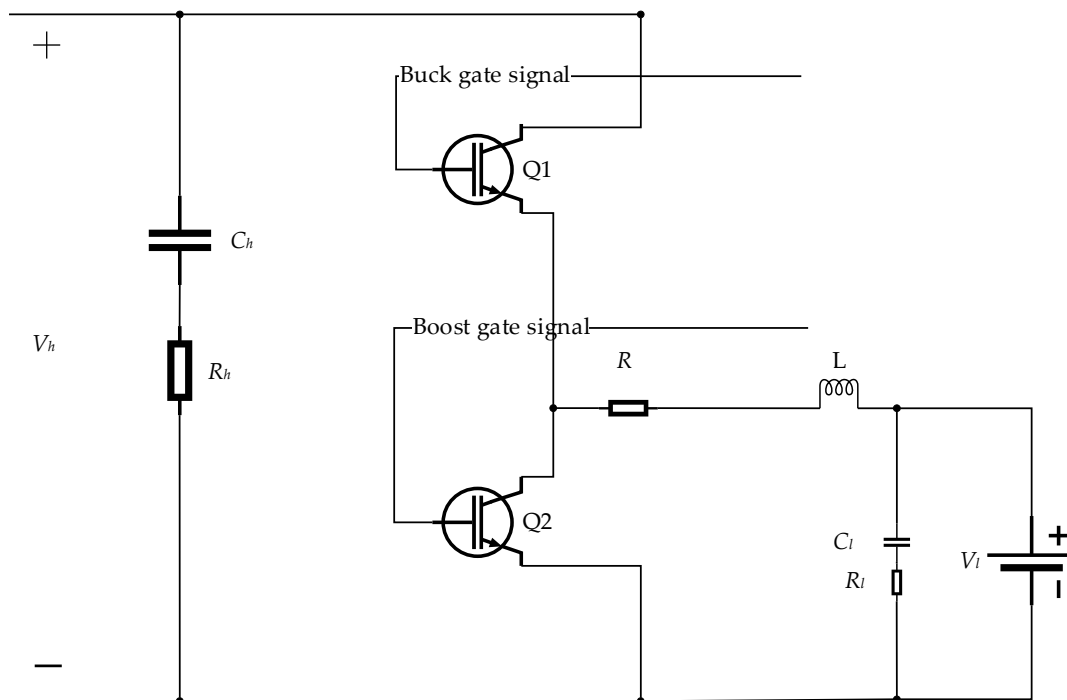 +
Buck gate signal
Q1
Ch
Boost gate signal
Vh
Rh
R
L
Q2
Cl
Vl
+
Rl
−
−